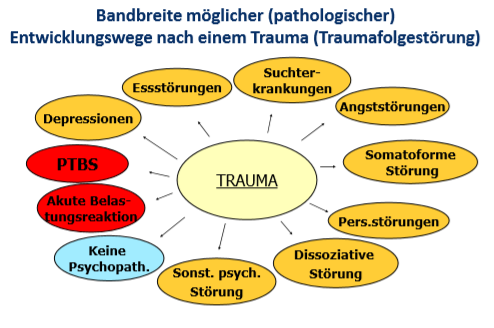 Bandbreite möglicher (pathologischer)
Entwicklungswege nach einem Trauma (Traumafolgestörung)
Suchter-
krankungen
Essstörungen
Angststörungen
Depressionen
Somatoforme
Störung
PTBS
TRAUMA
Akute Belas-
tungsreaktion
Pers.störungen
Keine
Psychopath.
Dissoziative
Störung
Sonst. psych.
Störung